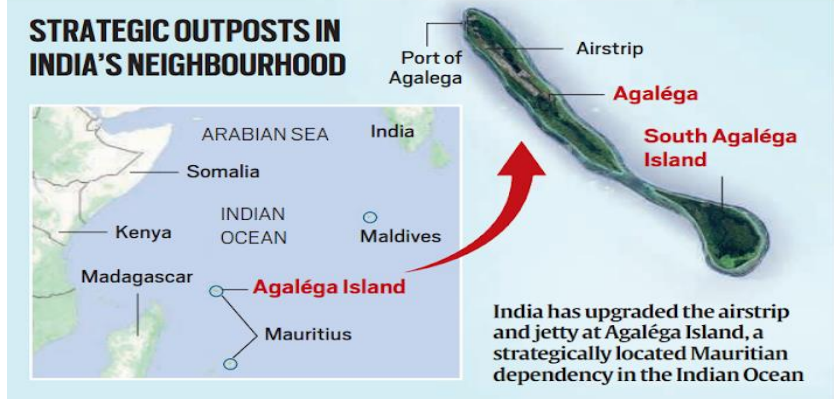 STRATEGIC OUTPOSTS IN
INDIA'S NEIGHBOURHOOD
Port of
Agalega
Airstrip
Agaléga
South Agaléga
Island
ARABIAN SEA
India
Somalia
INDIAN
OCEAN
Kenya
Maldives
Madagascar
Agaléga Island
Mauritius
India has upgraded the airstrip
and jetty at Agaléga Island, a
strategically located Mauritian
dependency in the Indian Ocean